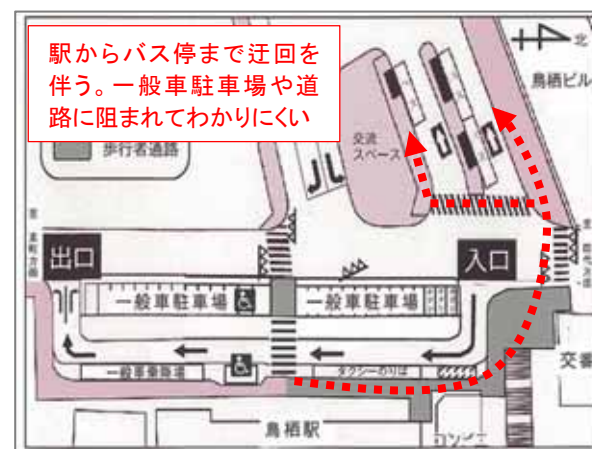 駅からバス停まで迂回を
伴う。一般車駐車場や道
路に阻まれてわかりにくい
北
鳥栖ビル
歩行者通路
交流
スペース
出口
入口
一般車駐車場
一般車駐車場
一般車乗降場
タクシーのりば
交番
鳥栖駅
コンビニ